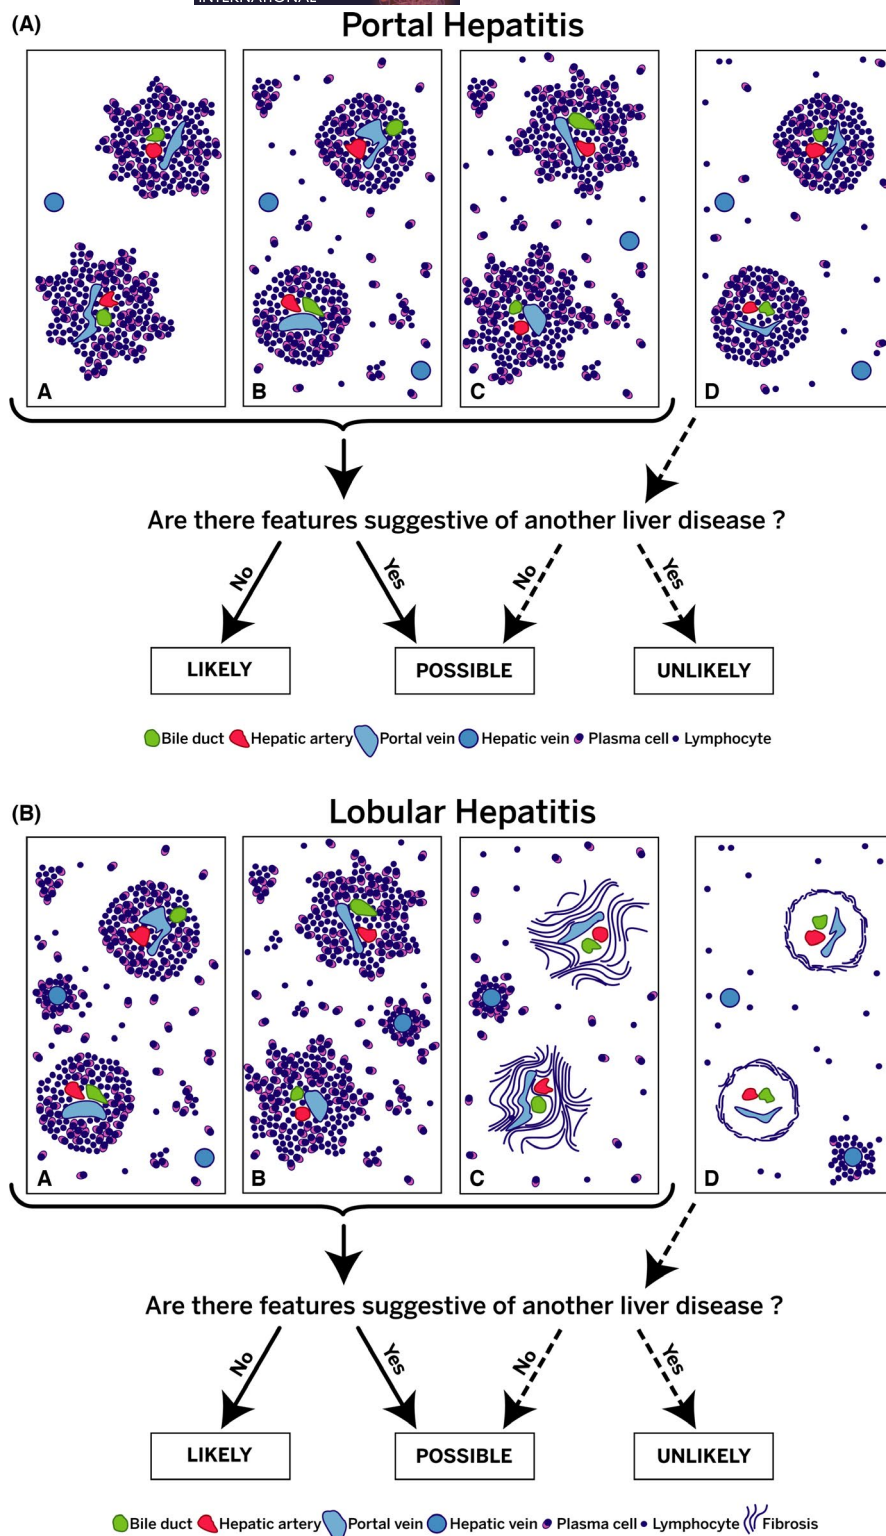 INTERNATIONAL
(A)
Portal Hepatitis
A
B
C
D
Are there features suggestive of another liver disease ?
No
Yes
No
Yes
LIKELY
POSSIBLE
UNLIKELY
Bile duct Hepatic artery Portal vein Hepatic vein Plasma cell Lymphocyte
(B)
Lobular Hepatitis
A
B
C
D
Are there features suggestive of another liver disease ?
No
Yes
No
Yes
LIKELY
POSSIBLE
UNLIKELY
Bile duct Hepatic artery Portal vein Hepatic vein Plasma cell Lymphocyte Fibrosis